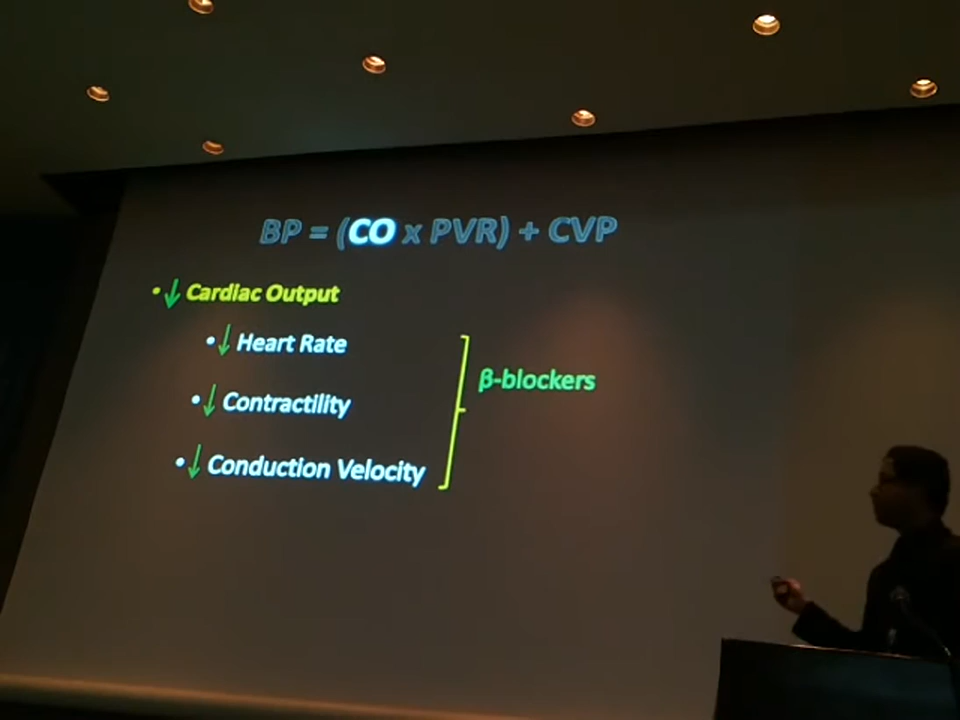 BP = (CO x PVR) + CVP
• ↓ Cardiac Output
• ↓ Heart Rate
β-blockers
• ↓ Contractility
• ↓ Conduction Velocity